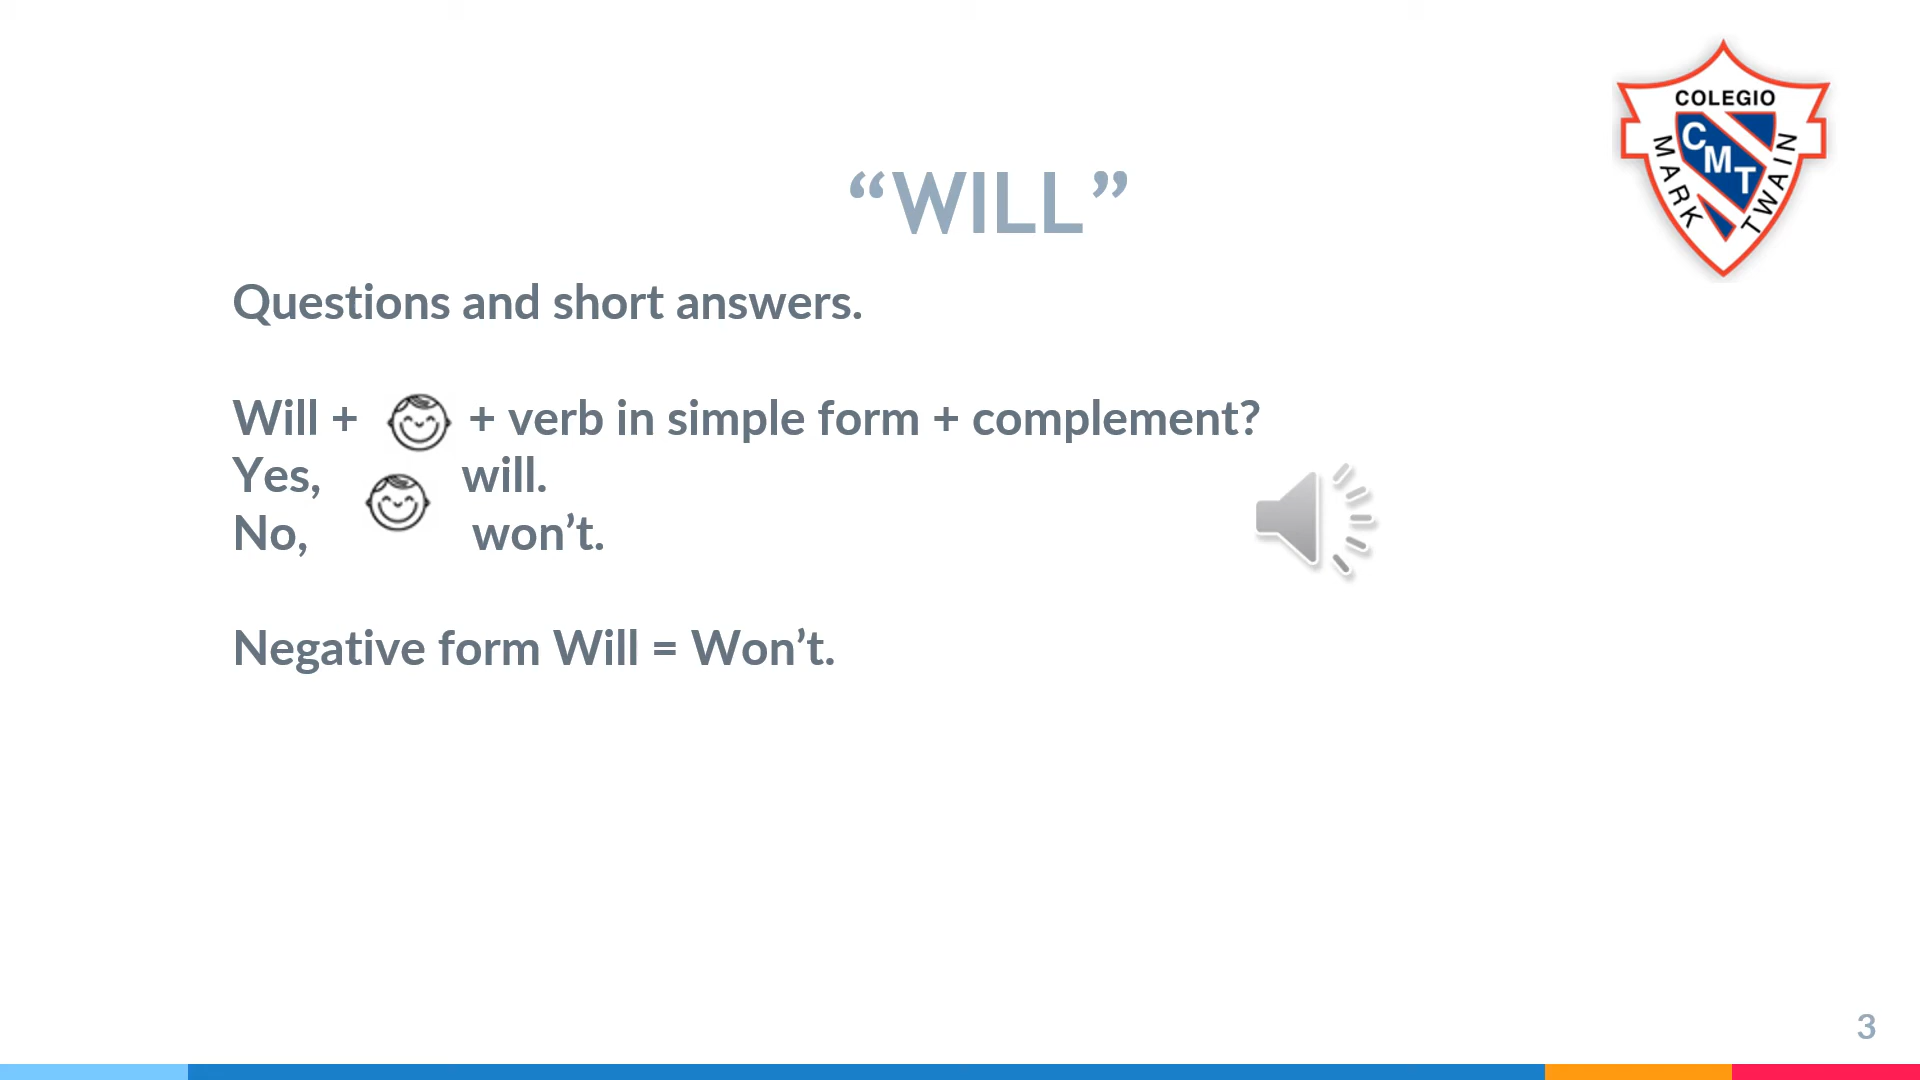 COLEGIO
MARK TWAIN
CMT
“WILL”
Questions and short answers.
Will + + verb in simple form + complement?
Yes, will.
No, won’t.
Negative form Will = Won’t.
3